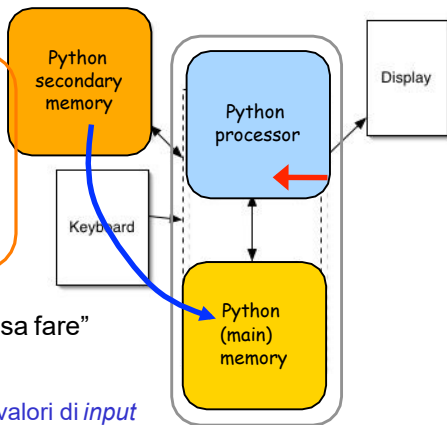 Python
secondary
memory
Python
processor
Display
Keyboard
Python
(main)
memory
sa fare”
valori di input